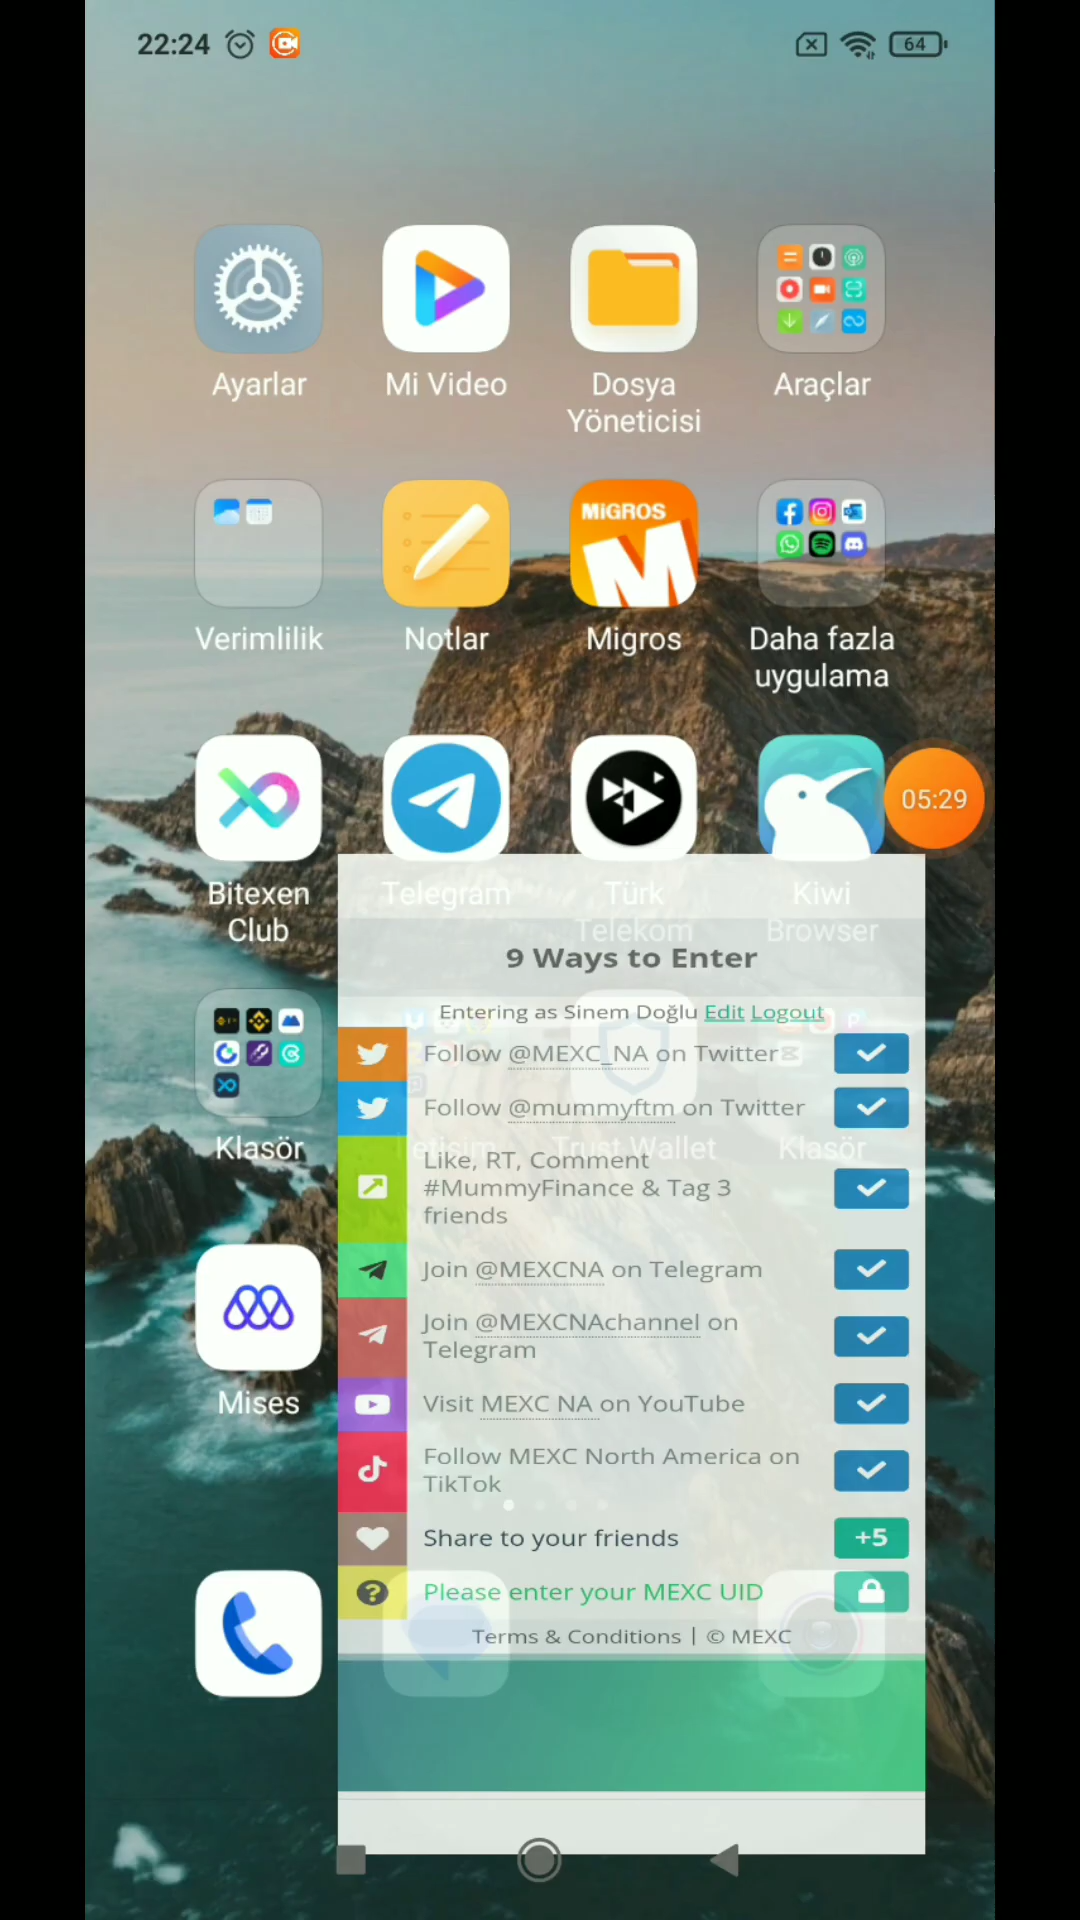 22:24
64
Ayarlar
Mi Video
Dosya
Yöneticisi
Araçlar
MiGROS
Verimlilik
Notlar
Migros
Daha fazla
uygulama
05:29
Bitexen
Club
Telegram
Türk
Telekom
Kiwi
Browser
9 Ways to Enter
Entering as Sinem Doğlu Edit Logout
Follow @MEXC_NA on Twitter
Follow @mummyftm on Twitter
Klasör
İletişim
Trust Wallet
Klasör
Like, RT, Comment
#MummyFinance & Tag 3
friends
Join @MEXCNA on Telegram
Join @MEXCNAchannel on
Telegram
Mises
Visit MEXC NA on YouTube
Follow MEXC North America on
TikTok
Share to your friends
+5
Please enter your MEXC UID
Terms & Conditions | © MEXC